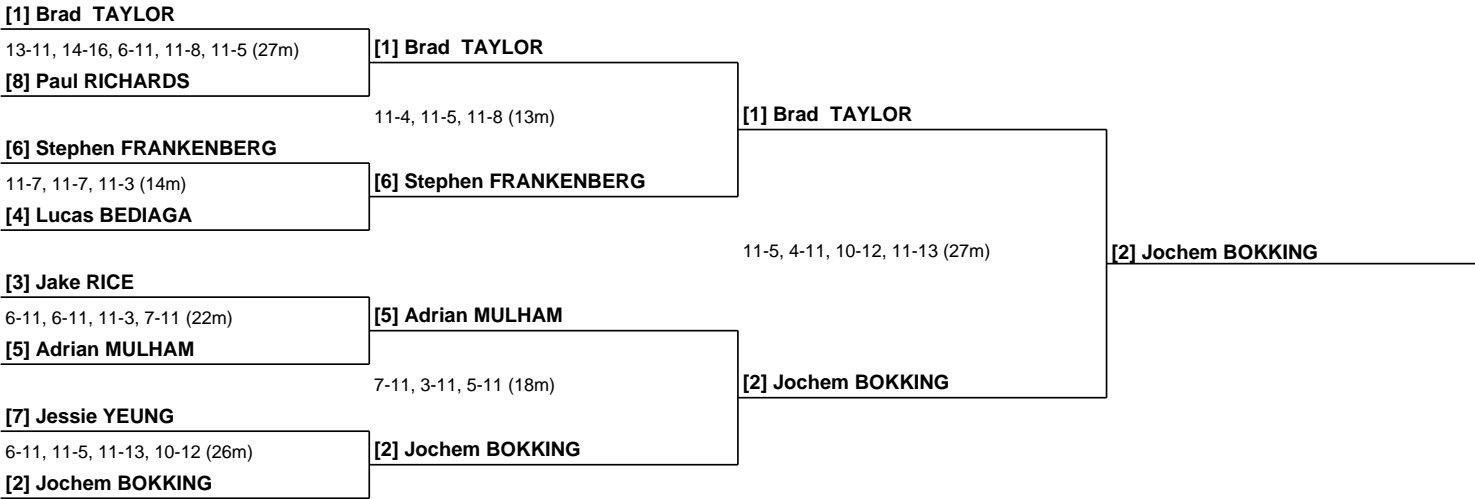 [1] Brad  TAYLOR
13-11, 14-16, 6-11, 11-8, 11-5 (27m)
[8] Paul RICHARDS
[1] Brad  TAYLOR
11-4, 11-5, 11-8 (13m)
[6] Stephen FRANKENBERG
11-7, 11-7, 11-3 (14m)
[4] Lucas BEDIAGA
[6] Stephen FRANKENBERG
[1] Brad  TAYLOR
11-5, 4-11, 10-12, 11-13 (27m)
[2] Jochem BOKKING
[3] Jake RICE
6-11, 6-11, 11-3, 7-11 (22m)
[5] Adrian MULHAM
[5] Adrian MULHAM
7-11, 3-11, 5-11 (18m)
[7] Jessie YEUNG
6-11, 11-5, 11-13, 10-12 (26m)
[2] Jochem BOKKING
[2] Jochem BOKKING
[2] Jochem BOKKING